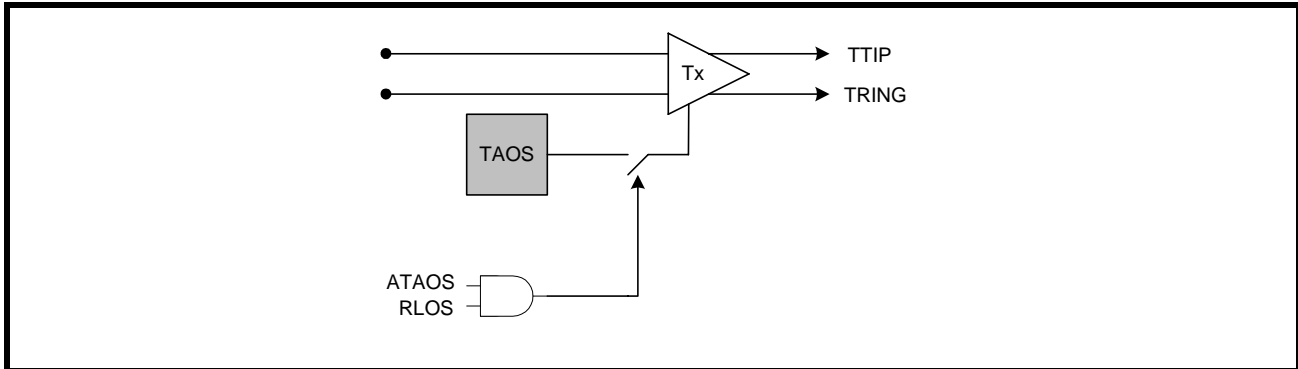 TTIP
Tx
TRING
TAOS
ATAOS
RLOS